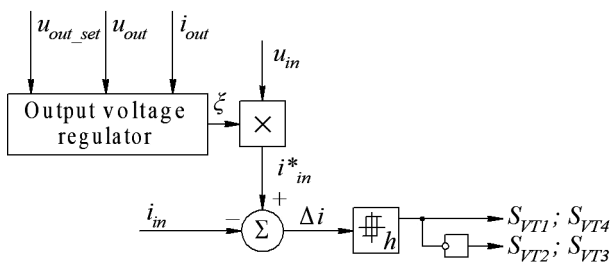 u_out_set u_out i_out
u_in
Output voltage
regulator
ξ
×
i*_in
+
i_in − Σ Δi
h
S_VT1; S_VT4
S_VT2; S_VT3